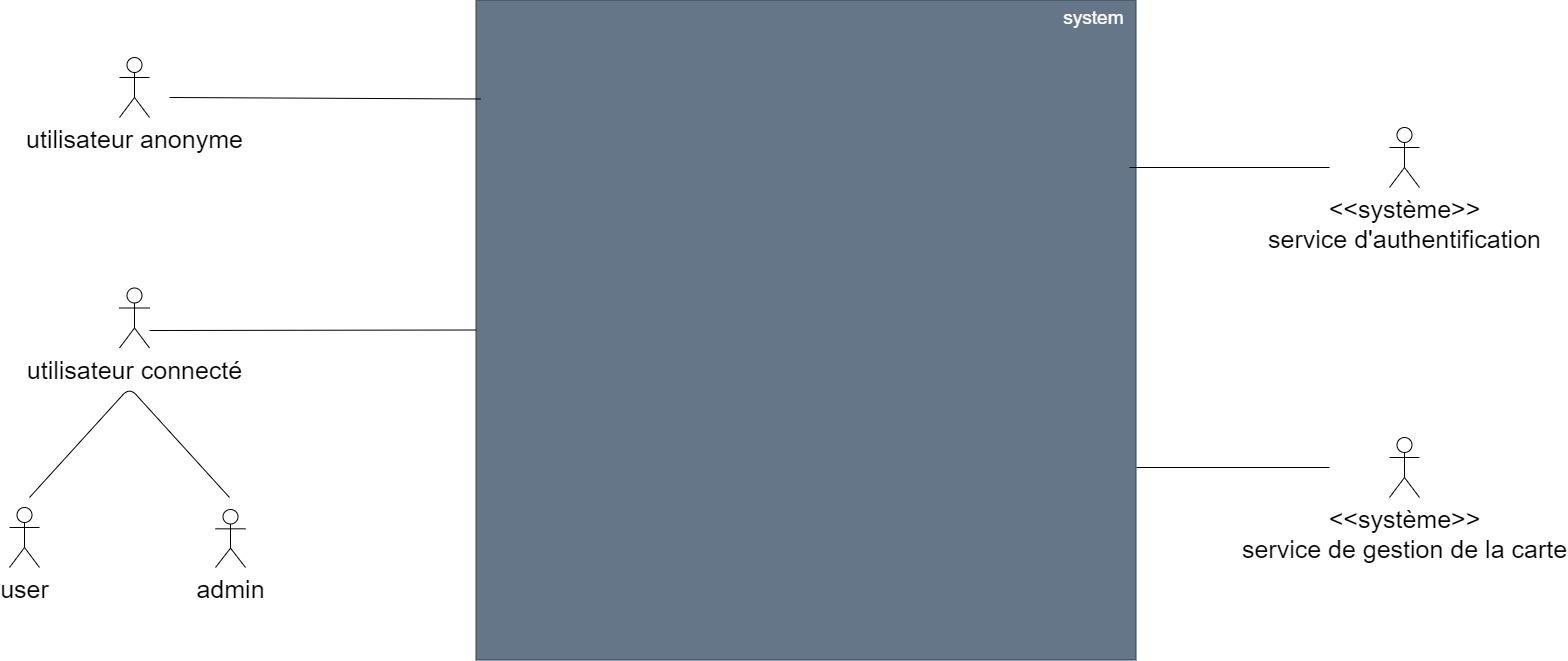 system
utilisateur anonyme
<<système>>
service d'authentification
utilisateur connecté
<<système>>
service de gestion de la carte
user
admin